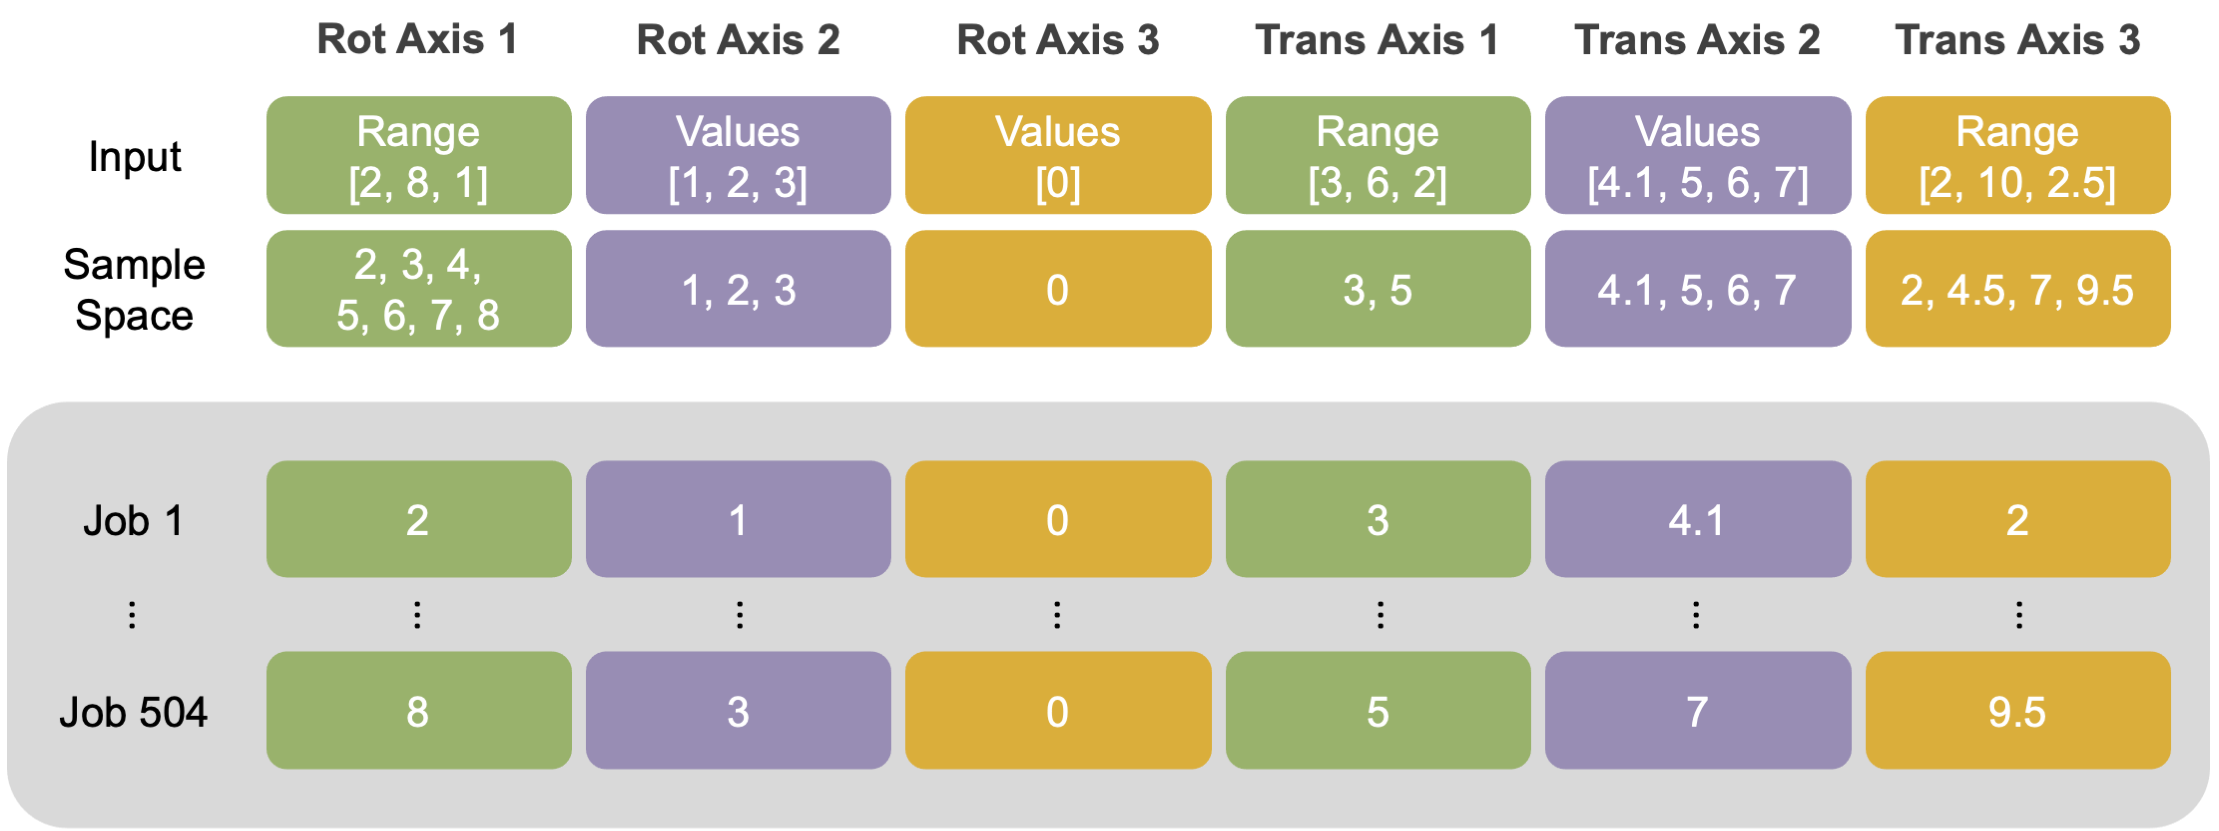 Rot Axis 1 Rot Axis 2 Rot Axis 3 Trans Axis 1 Trans Axis 2 Trans Axis 3
Input
Range
[2, 8, 1]
Values
[1, 2, 3]
Values
[0]
Range
[3, 6, 2]
Values
[4.1, 5, 6, 7]
Range
[2, 10, 2.5]
Sample
Space
2, 3, 4,
5, 6, 7, 8
1, 2, 3
0
3, 5
4.1, 5, 6, 7
2, 4.5, 7, 9.5
Job 1
2
1
0
3
4.1
2
⋮ ⋮ ⋮ ⋮ ⋮ ⋮ ⋮
Job 504
8
3
0
5
7
9.5